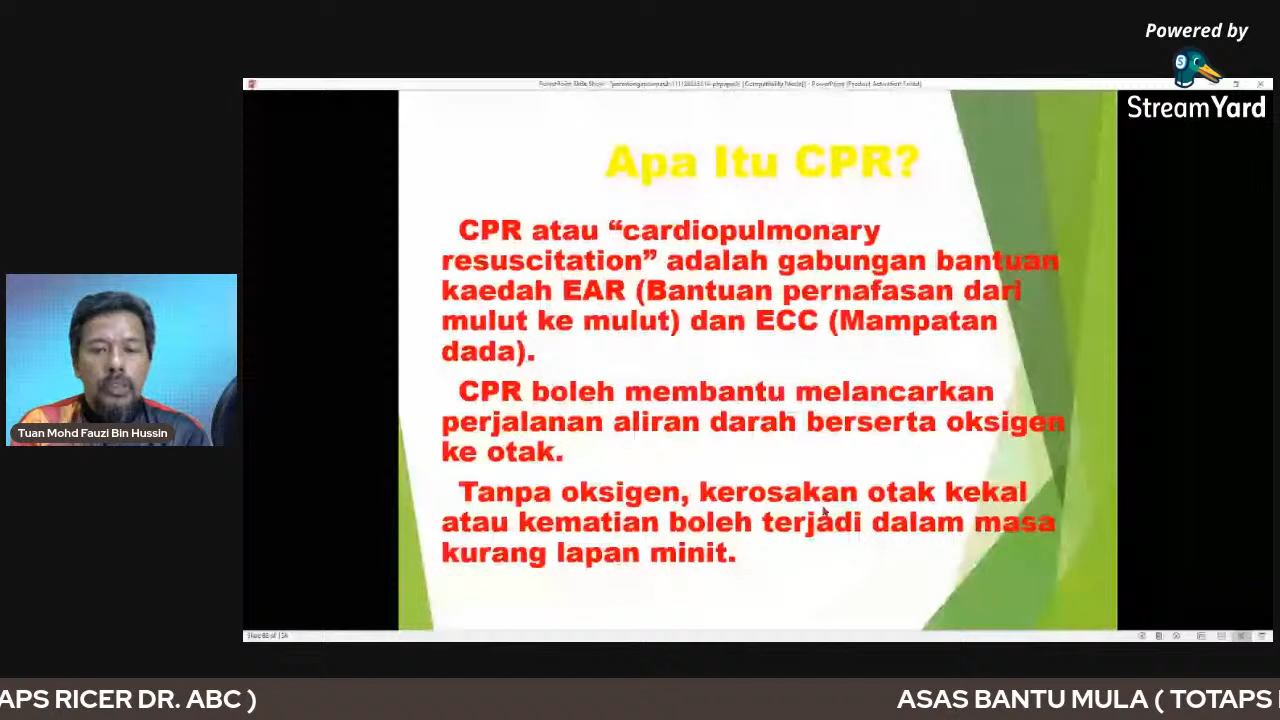 Powered by
StreamYard
Apa Itu CPR?
CPR atau “cardiopulmonary
resuscitation” adalah gabungan bantuan
kaedah EAR (Bantuan pernafasan dari
mulut ke mulut) dan ECC (Mampatan
dada).
CPR boleh membantu melancarkan
perjalanan aliran darah berserta oksigen
ke otak.
Tanpa oksigen, kerosakan otak kekal
atau kematian boleh terjadi dalam masa
kurang lapan minit.
Tuan Mohd Fauzi Bin Hussin
APS RICER DR. ABC )
ASAS BANTU MULA ( TOTAPS